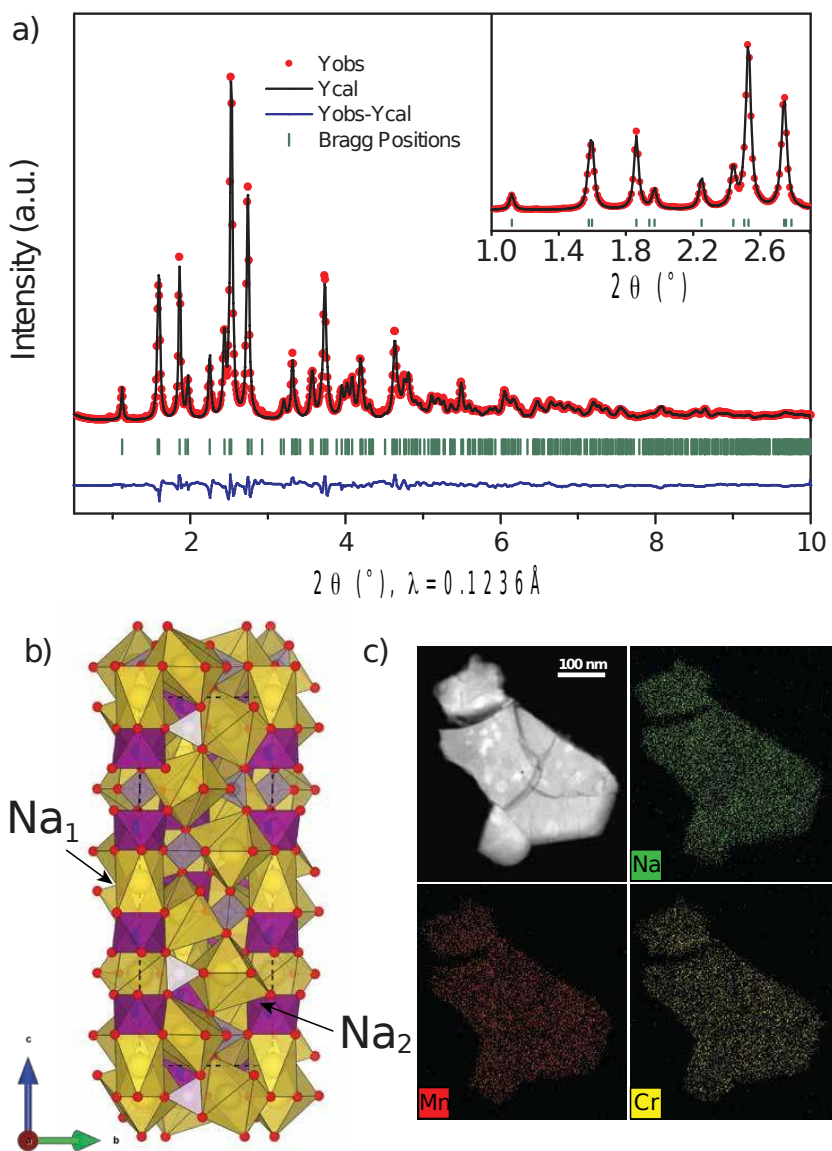 a)
Yobs
Ycal
Yobs-Ycal
Bragg Positions
Intensity (a.u.)
1.0 1.4 1.8 2.2 2.6
2 θ (°)
2 4 6 8 10
2 θ (°), λ=0.1236Å
b)
Na1
Na2
c
a
b
c)
100 nm
Na
Mn
Cr